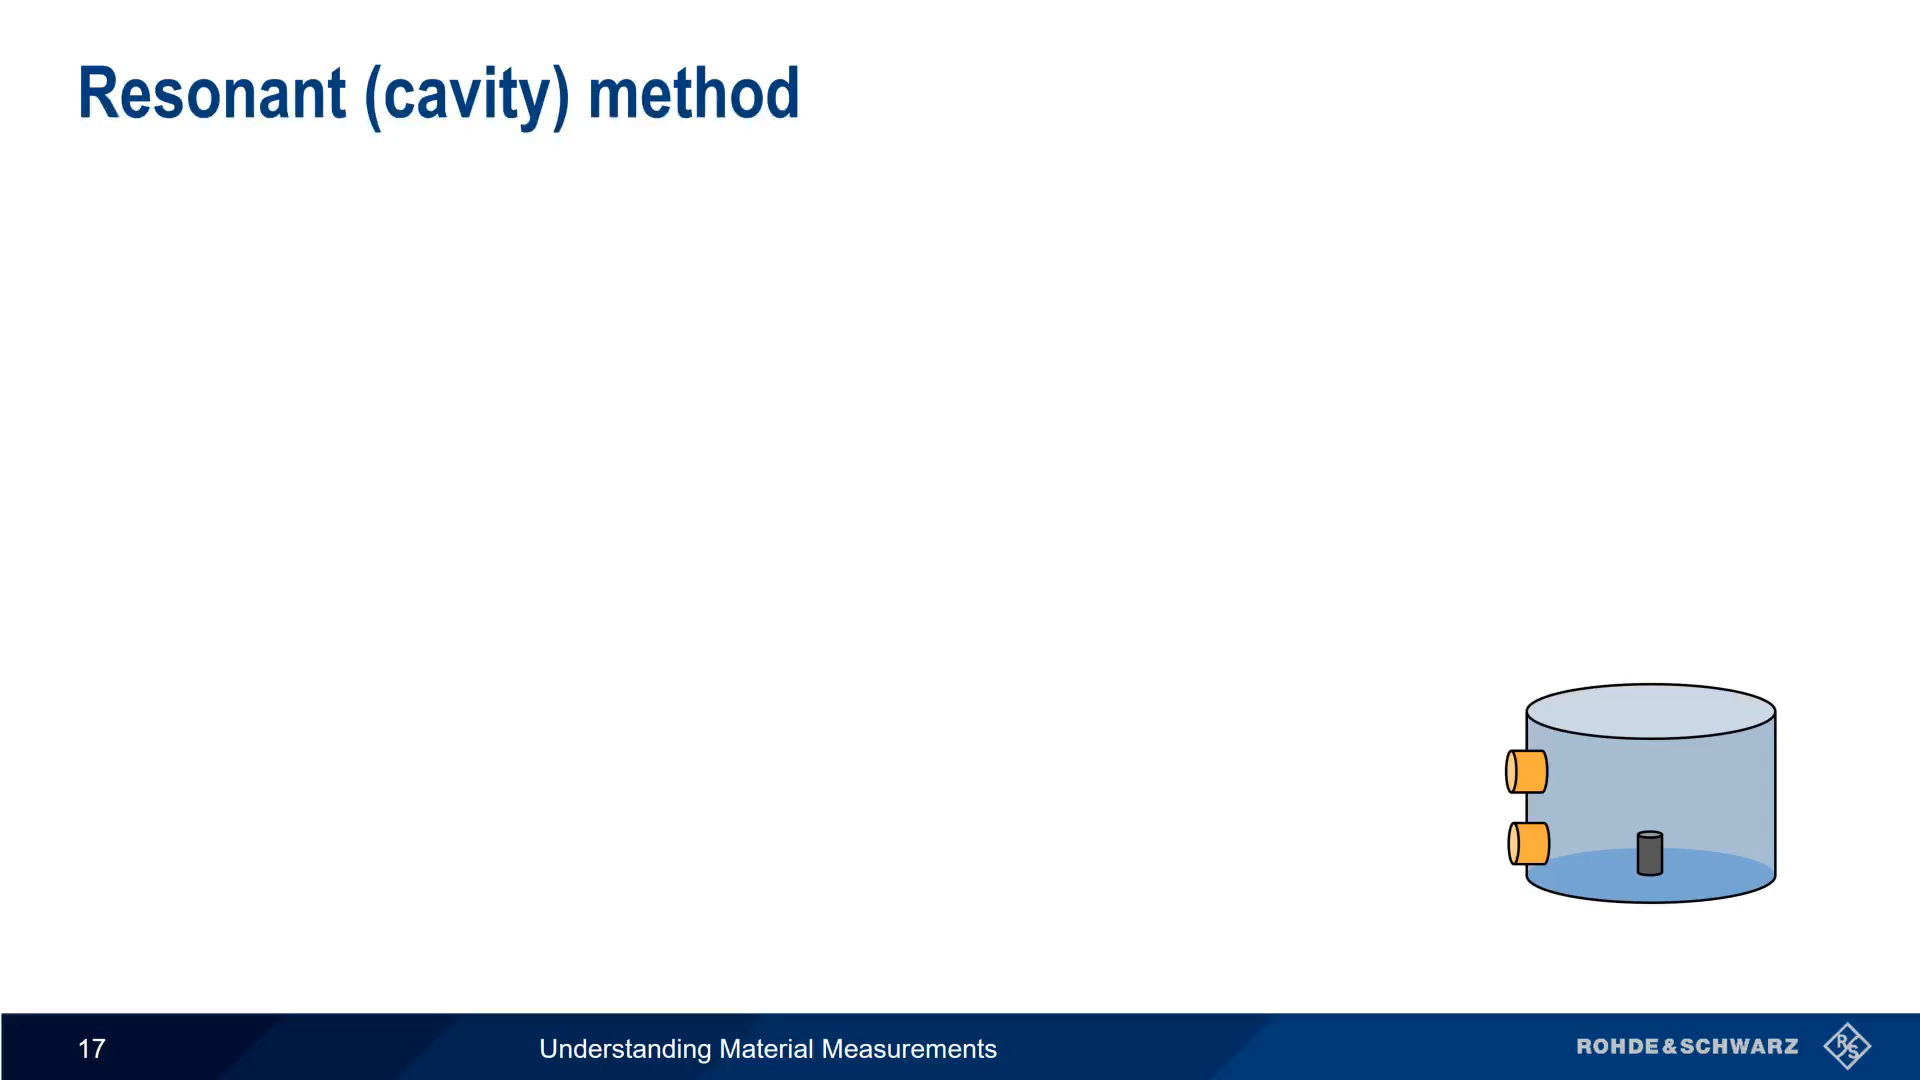 Resonant (cavity) method
17
Understanding Material Measurements
ROHDE&SCHWARZ
R&S